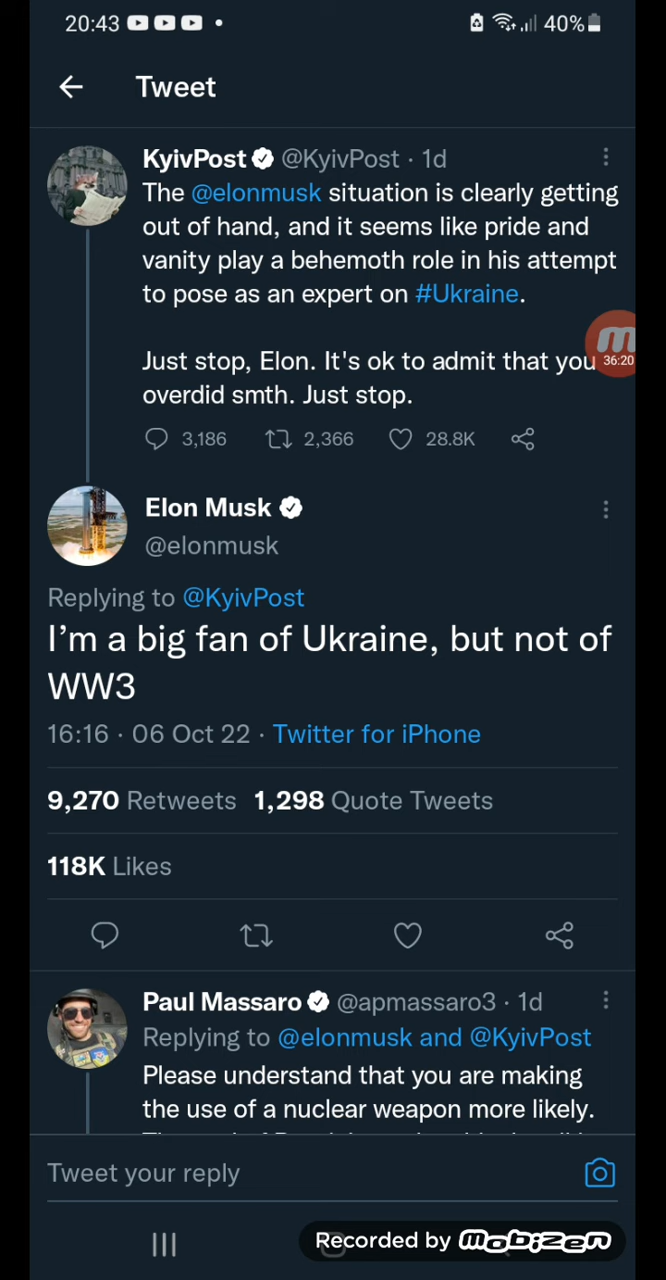 20:43
40%
Tweet
KyivPost @KyivPost · 1d
The @elonmusk situation is clearly getting
out of hand, and it seems like pride and
vanity play a behemoth role in his attempt
to pose as an expert on #Ukraine.
Just stop, Elon. It's ok to admit that you
overdid smth. Just stop.
36:20
3,186 2,366 28.8K
Elon Musk
@elonmusk
Replying to @KyivPost
I'm a big fan of Ukraine, but not of
WW3
16:16 · 06 Oct 22 · Twitter for iPhone
9,270 Retweets 1,298 Quote Tweets
118K Likes
Paul Massaro @apmassaro3 · 1d
Replying to @elonmusk and @KyivPost
Please understand that you are making
the use of a nuclear weapon more likely.
Tweet your reply
Recorded by mobizen